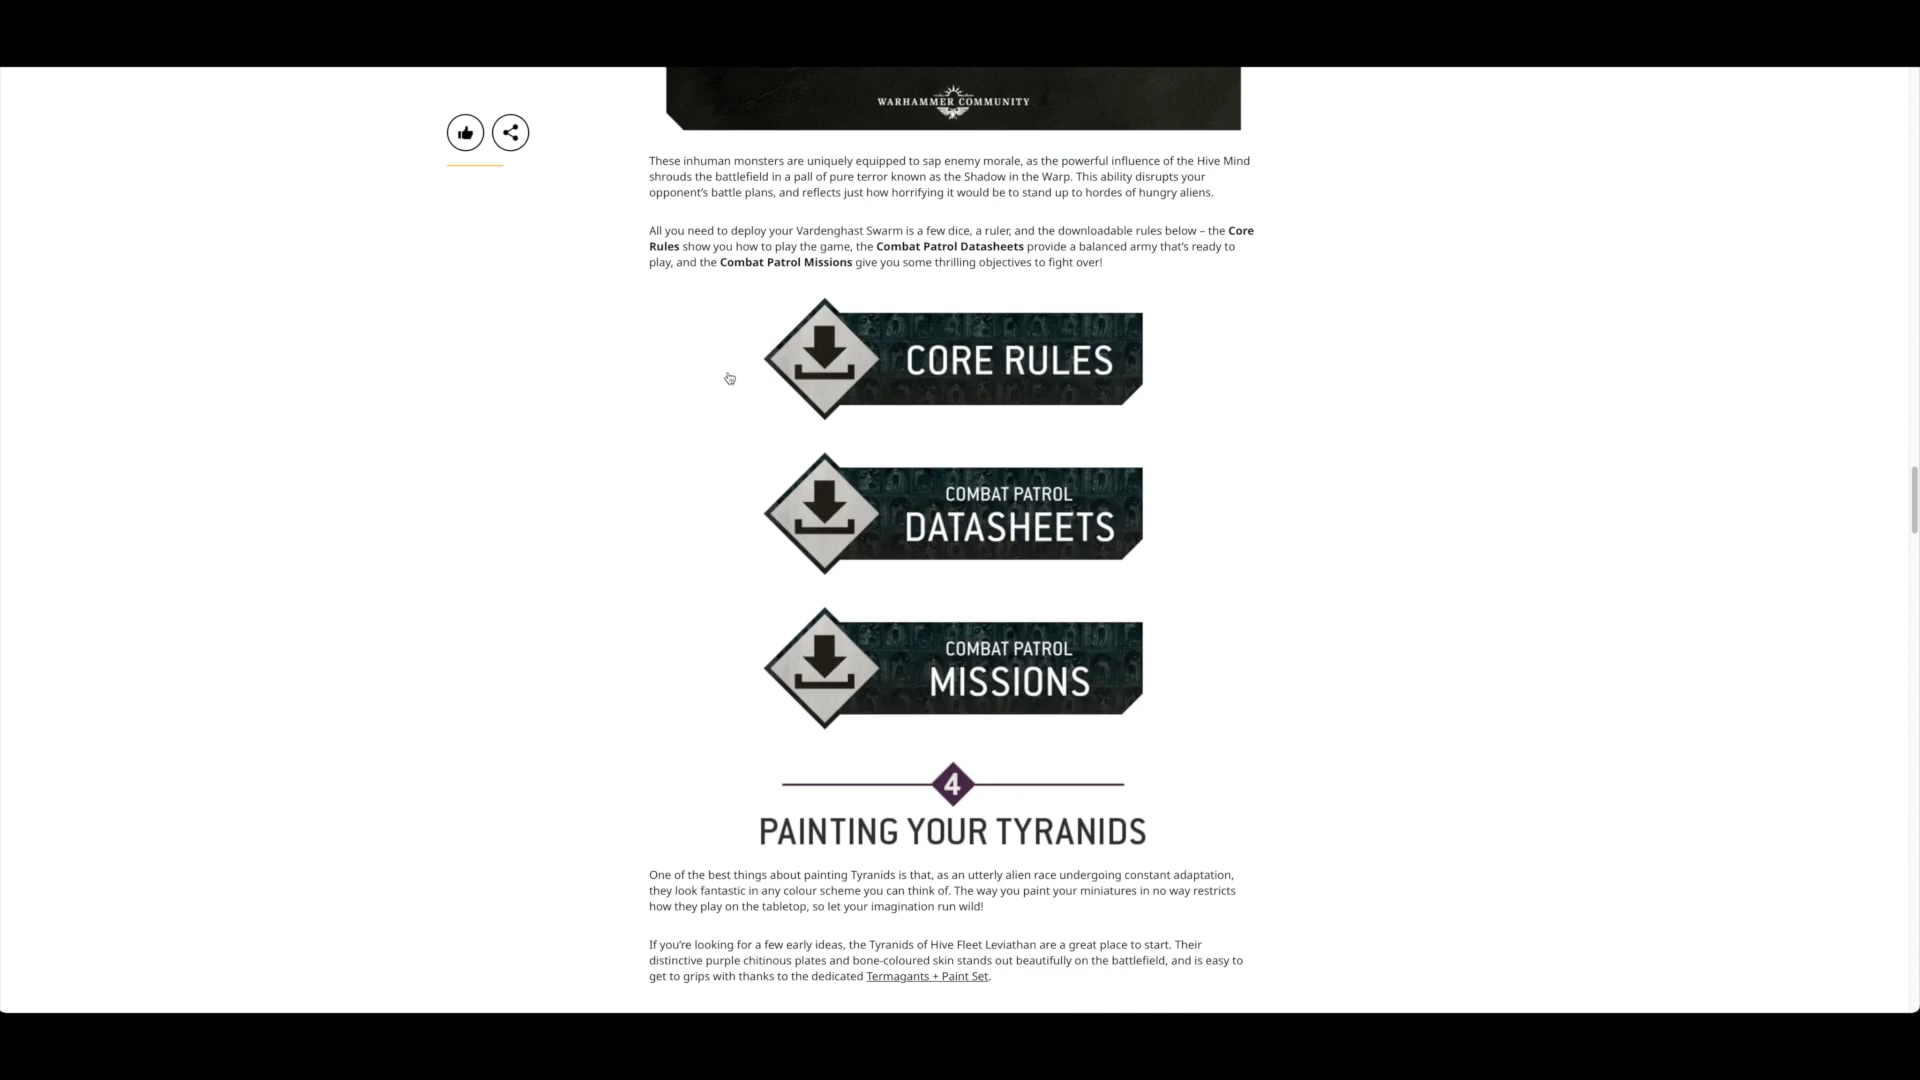 WARHAMMER COMMUNITY
These inhuman monsters are uniquely equipped to sap enemy morale, as the powerful influence of the Hive Mind
shrouds the battlefield in a pall of pure terror known as the Shadow in the Warp. This ability disrupts your
opponent’s battle plans, and reflects just how horrifying it would be to stand up to hordes of hungry aliens.
All you need to deploy your Vardenghast Swarm is a few dice, a ruler, and the downloadable rules below – the Core
Rules show you how to play the game, the Combat Patrol Datasheets provide a balanced army that’s ready to
play, and the Combat Patrol Missions give you some thrilling objectives to fight over!
CORE RULES
COMBAT PATROL
DATASHEETS
COMBAT PATROL
MISSIONS
4
PAINTING YOUR TYRANIDS
One of the best things about painting Tyranids is that, as an utterly alien race undergoing constant adaptation,
they look fantastic in any colour scheme you can think of. The way you paint your miniatures in no way restricts
how they play on the tabletop, so let your imagination run wild!
If you’re looking for a few early ideas, the Tyranids of Hive Fleet Leviathan are a great place to start. Their
distinctive purple chitinous plates and bone-coloured skin stands out beautifully on the battlefield, and is easy to
get to grips with thanks to the dedicated Termagants + Paint Set.